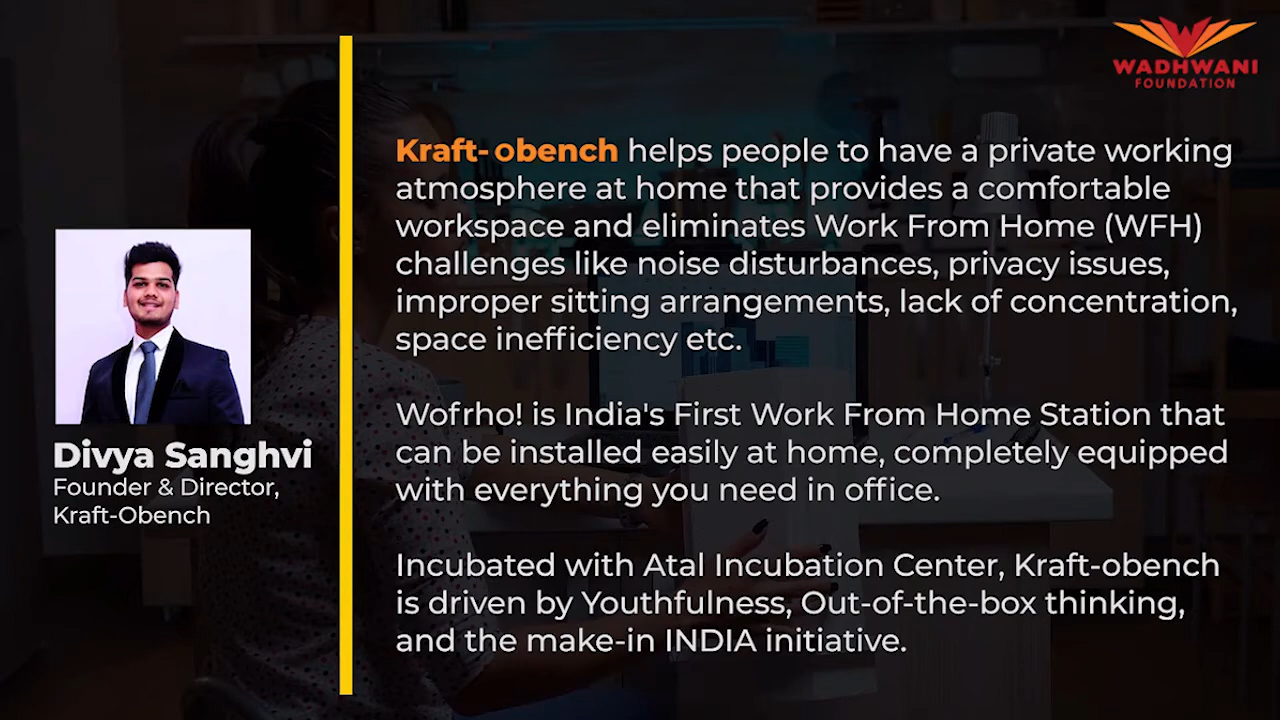 WADHWANI
FOUNDATION
Divya Sanghvi
Founder & Director,
Kraft-Obench
Kraft- obench helps people to have a private working
atmosphere at home that provides a comfortable
workspace and eliminates Work From Home (WFH)
challenges like noise disturbances, privacy issues,
improper sitting arrangements, lack of concentration,
space inefficiency etc.
Wofrho! is India's First Work From Home Station that
can be installed easily at home, completely equipped
with everything you need in office.
Incubated with Atal Incubation Center, Kraft-obench
is driven by Youthfulness, Out-of-the-box thinking,
and the make-in INDIA initiative.